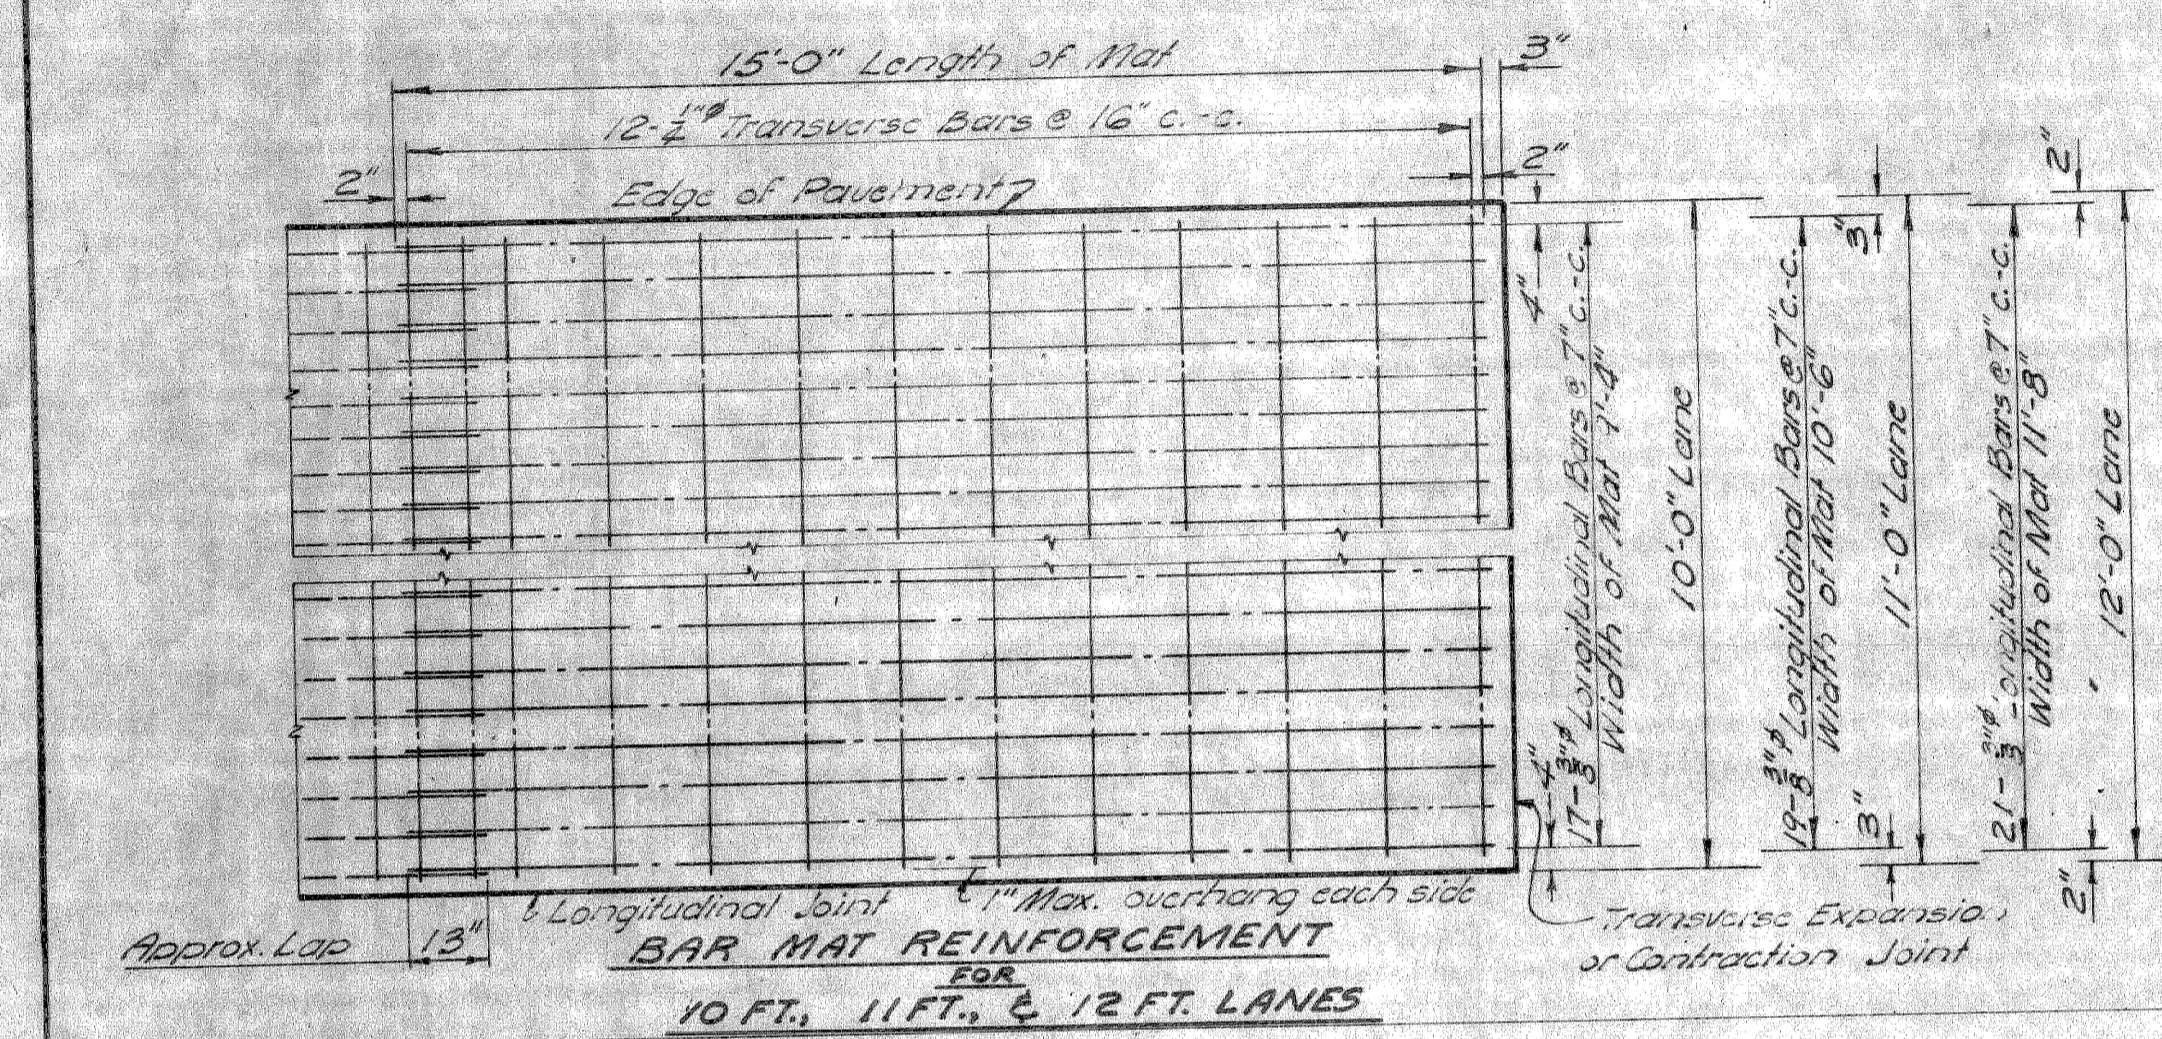 15'-0" Length of Mat
3"
12-½"ø Transverse Bars @ 16" c.-c.
2"
2"
Edge of Pavement
4"
4"
17-⅜"ø Longitudinal Bars @ 7" c.-c.
Width of Mat 9'-4"
10'-0" Lane
19-⅜"ø Longitudinal Bars @ 7" c.-c.
Width of Mat 10'-6"
3"
3"
11'-0" Lane
21-⅜"ø Longitudinal Bars @ 7" c.-c.
Width of Mat 11'-8"
2"
2"
12'-0" Lane
Longitudinal Joint
1" Max. overhang each side
Transverse Expansion
or Contraction Joint
Approx. Lap
13"
BAR MAT REINFORCEMENT
FOR
10 FT., 11 FT., & 12 FT. LANES